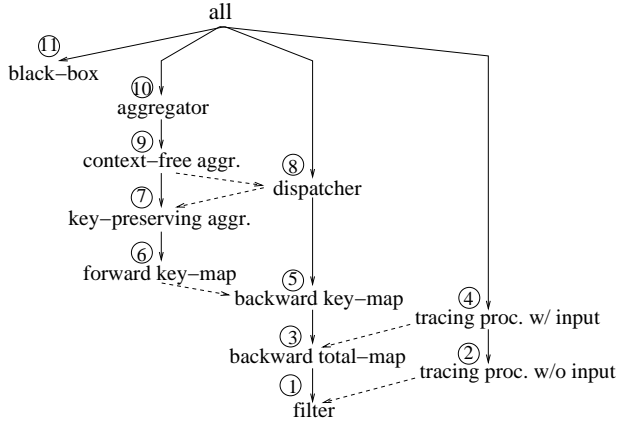 all
⑪
black-box
⑩
aggregator
⑨
context-free aggr.
⑧
dispatcher
⑦
key-preserving aggr.
⑥
forward key-map
⑤
backward key-map
④
tracing proc. w/ input
③
backward total-map
②
tracing proc. w/o input
①
filter